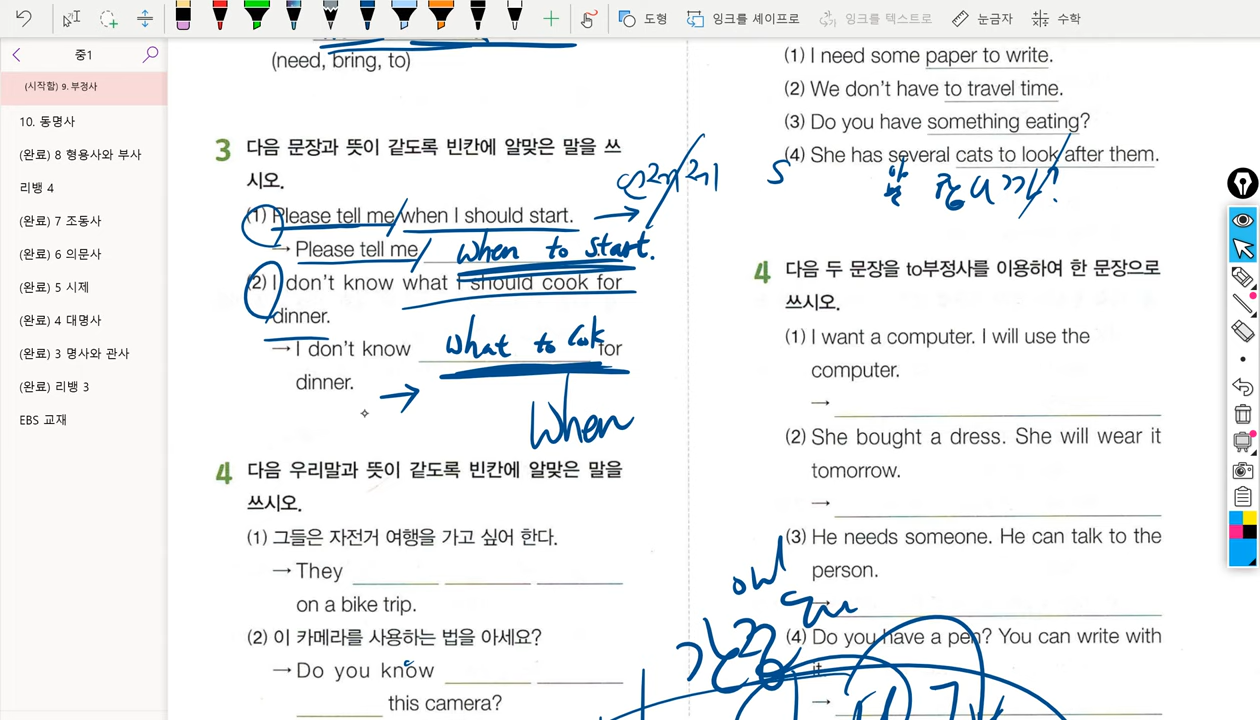 도형
잉크를 셰이프로
잉크를 텍스트로
눈금자
수학
중1
(시작함) 9. 부정사
10. 동명사
(완료) 8 형용사와 부사
리뱅 4
(완료) 7 조동사
(완료) 6 의문사
(완료) 5 시제
(완료) 4 대명사
(완료) 3 명사와 관사
(완료) 리뱅 3
EBS 교재
(need, bring, to)
3 다음 문장과 뜻이 같도록 빈칸에 알맞은 말을 쓰
시오.
(1) Please tell me when I should start.
→ Please tell me when to start.
(2) I don't know what I should cook for
dinner.
→ I don't know what to cook for
dinner.
→
When
4 다음 우리말과 뜻이 같도록 빈칸에 알맞은 말을
쓰시오.
(1) 그들은 자전거 여행을 가고 싶어 한다.
→ They
on a bike trip.
(2) 이 카메라를 사용하는 법을 아세요?
→ Do you know
this camera?
(1) I need some paper to write.
(2) We don't have to travel time.
(3) Do you have something eating?
(4) She has several cats to look after them.
S
4 다음 두 문장을 to부정사를 이용하여 한 문장으로
쓰시오.
(1) I want a computer. I will use the
computer.
→
(2) She bought a dress. She will wear it
tomorrow.
→
(3) He needs someone. He can talk to the
person.
→
(4) Do you have a pen? You can write with
it.
→